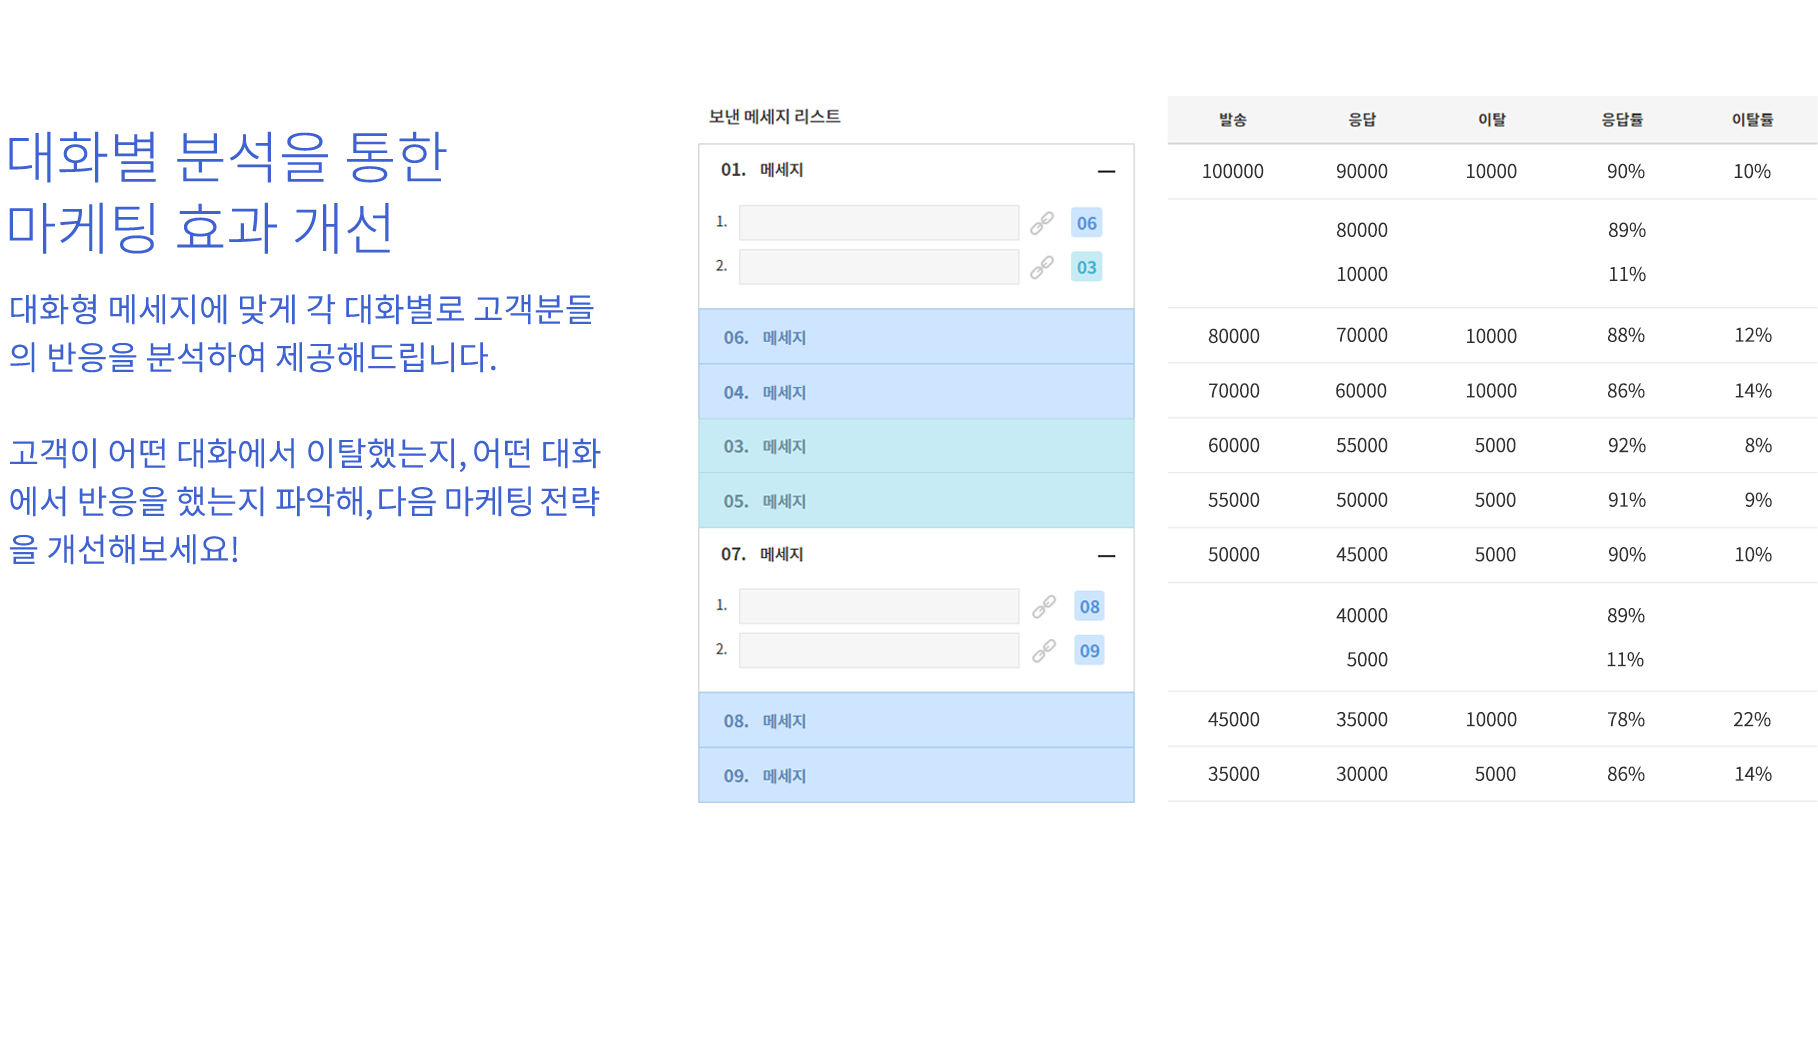 대화별 분석을 통한
마케팅 효과 개선
대화형 메세지에 맞게 각 대화별로 고객분들
의 반응을 분석하여 제공해드립니다.
고객이 어떤 대화에서 이탈했는지, 어떤 대화
에서 반응을 했는지 파악해, 다음 마케팅 전략
을 개선해보세요!
보낸 메세지 리스트
발송 응답 이탈 응답률 이탈률
01. 메세지 — 100000 90000 10000 90% 10%
1. 06 80000 89%
2. 03 10000 11%
06. 메세지 80000 70000 10000 88% 12%
04. 메세지 70000 60000 10000 86% 14%
03. 메세지 60000 55000 5000 92% 8%
05. 메세지 55000 50000 5000 91% 9%
07. 메세지 — 50000 45000 5000 90% 10%
1. 08 40000 89%
2. 09 5000 11%
08. 메세지 45000 35000 10000 78% 22%
09. 메세지 35000 30000 5000 86% 14%